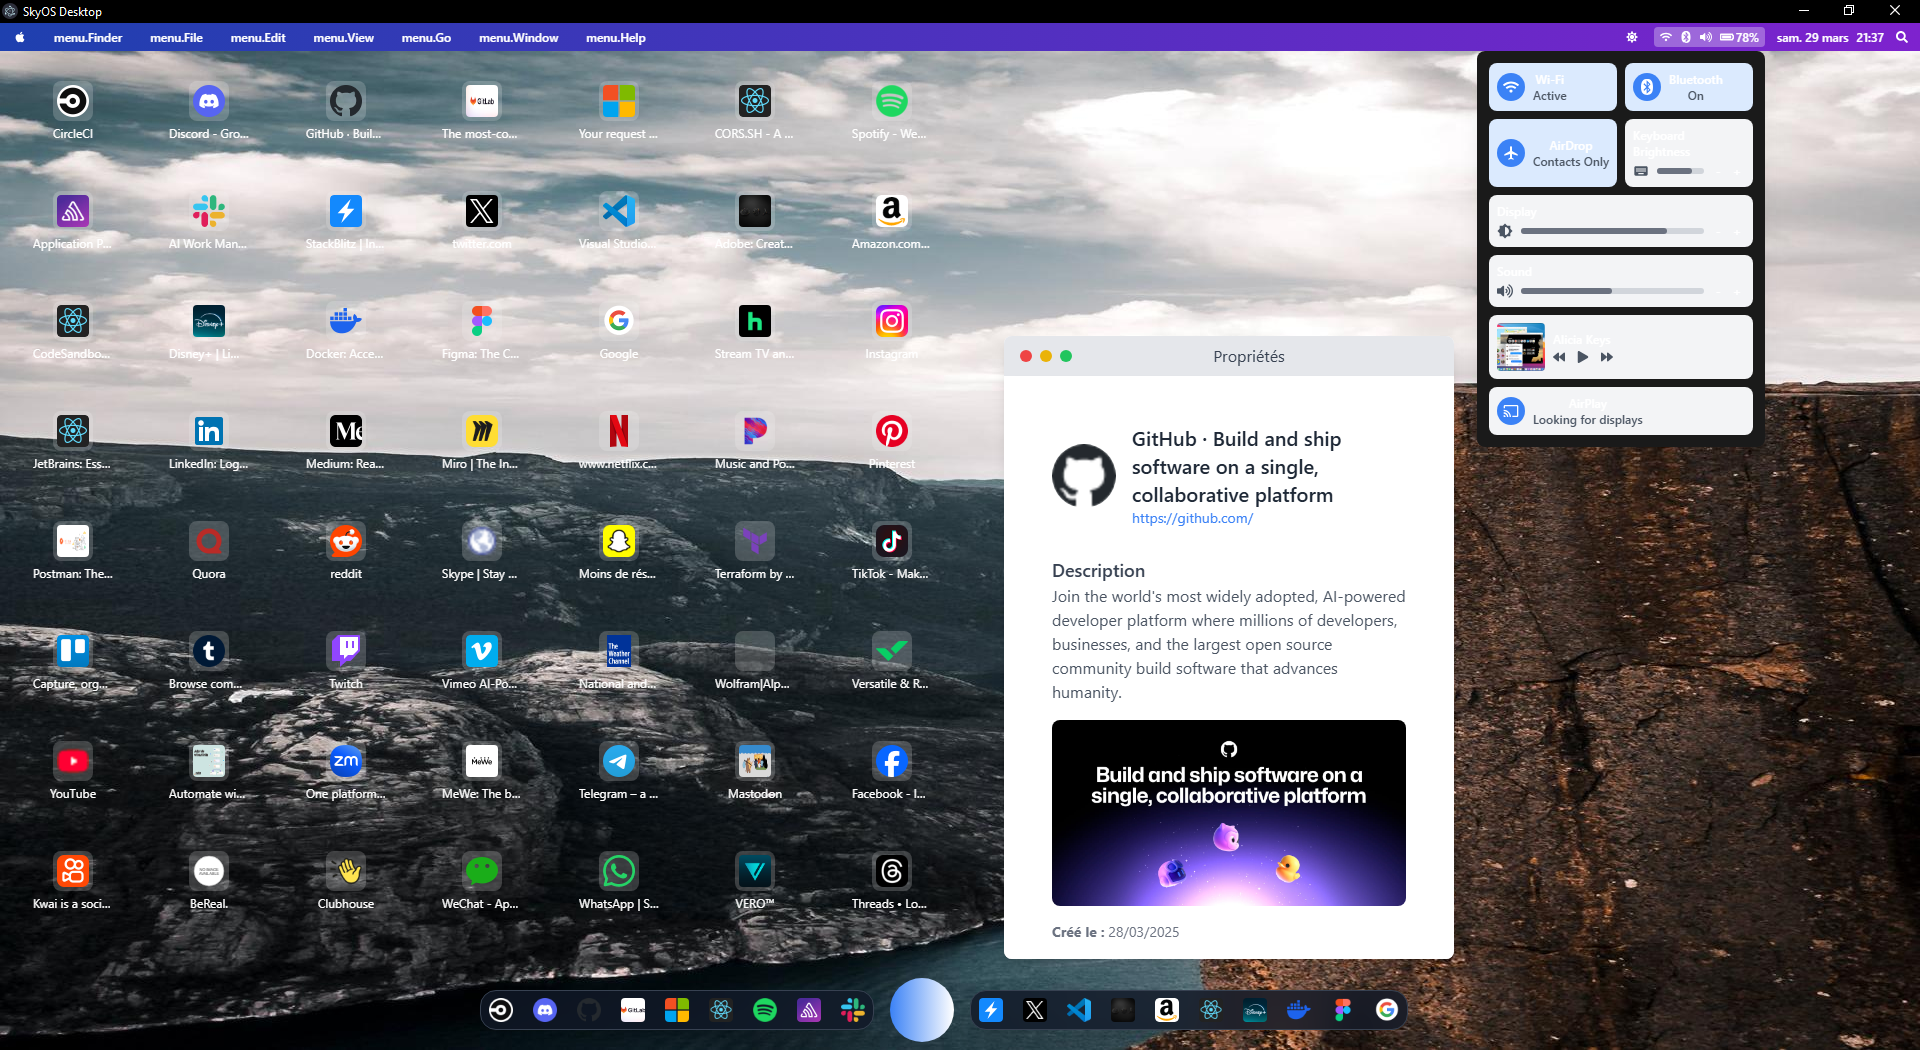 SkyOS Desktop
menu.Finder menu.File menu.Edit menu.View menu.Go menu.Window menu.Help
78% sam. 29 mars 21:37
CircleCI
Discord - Gro...
GitHub · Buil...
The most-co...
Your request ...
CORS.SH - A ...
Spotify - We...
Application P...
AI Work Man...
StackBlitz | In...
twitter.com
Visual Studio...
Adobe: Creat...
Amazon.com...
CodeSandbo...
Disney+ | Li...
Docker: Acce...
Figma: The C...
Google
Stream TV an...
Instagram
JetBrains: Ess...
LinkedIn: Log...
Medium: Rea...
Miro | The In...
www.netflix.c...
Music and Po...
Pinterest
Postman: The...
Quora
reddit
Skype | Stay ...
Moins de rés...
Terraform by ...
TikTok - Mak...
Capture, org...
Browse com...
Twitch
Vimeo AI-Po...
The
Weather
Channel
National and...
Wolfram|Alp...
Versatile & R...
YouTube
Automate wi...
zm
One platform...
MeWe
MeWe: The b...
Telegram – a ...
Mastodon
Facebook - I...
Kwai is a soci...
BeReal.
Clubhouse
WeChat - Ap...
WhatsApp | S...
VERO™
Threads • Lo...
Wi-Fi
Active
Bluetooth
On
AirDrop
Contacts Only
Keyboard
Brightness
Display
Sound
Alicia Keys
AirPlay
Looking for displays
Propriétés
GitHub · Build and ship
software on a single,
collaborative platform
https://github.com/
Description
Join the world's most widely adopted, AI-powered
developer platform where millions of developers,
businesses, and the largest open source
community build software that advances
humanity.
Build and ship software on a
single, collaborative platform
Créé le : 28/03/2025